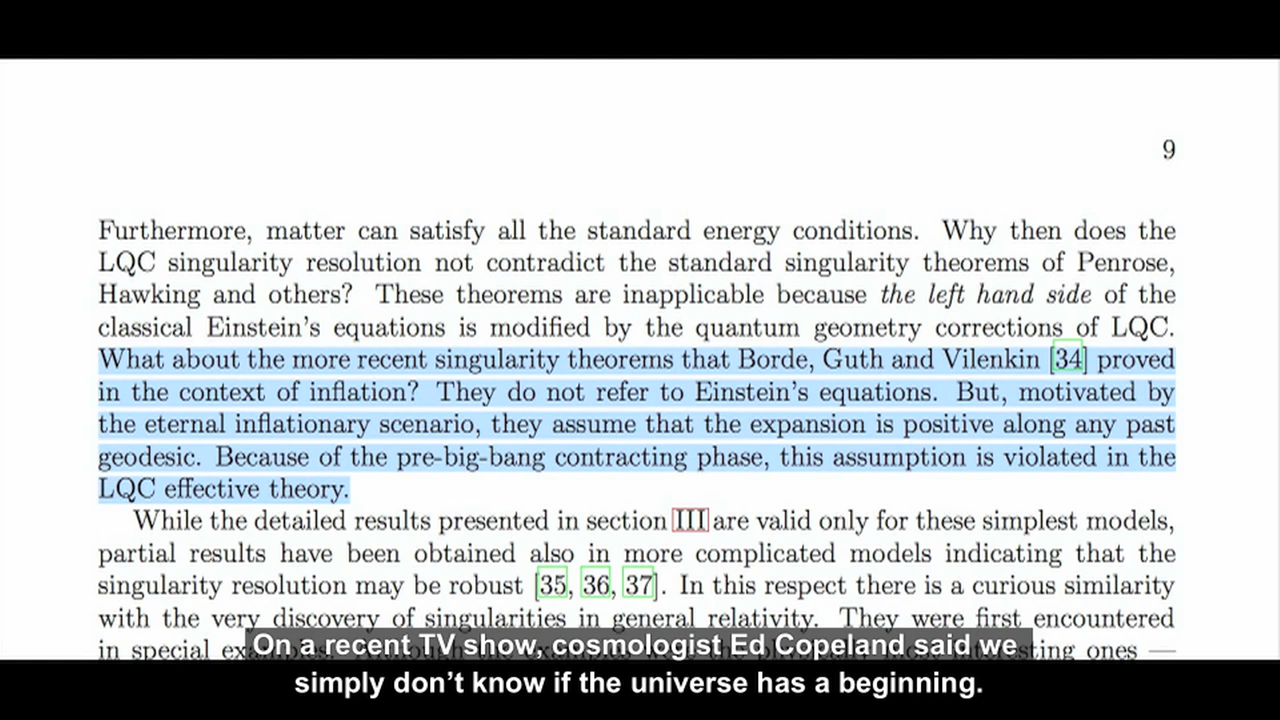 9
Furthermore, matter can satisfy all the standard energy conditions. Why then does the
LQC singularity resolution not contradict the standard singularity theorems of Penrose,
Hawking and others? These theorems are inapplicable because the left hand side of the
classical Einstein's equations is modified by the quantum geometry corrections of LQC.
What about the more recent singularity theorems that Borde, Guth and Vilenkin [34] proved
in the context of inflation? They do not refer to Einstein's equations. But, motivated by
the eternal inflationary scenario, they assume that the expansion is positive along any past
geodesic. Because of the pre-big-bang contracting phase, this assumption is violated in the
LQC effective theory.
While the detailed results presented in section III are valid only for these simplest models,
partial results have been obtained also in more complicated models indicating that the
singularity resolution may be robust [35, 36, 37]. In this respect there is a curious similarity
with the very discovery of singularities in general relativity. They were first encountered
in special ones —
On a recent TV show, cosmologist Ed Copeland said we
simply don't know if the universe has a beginning.